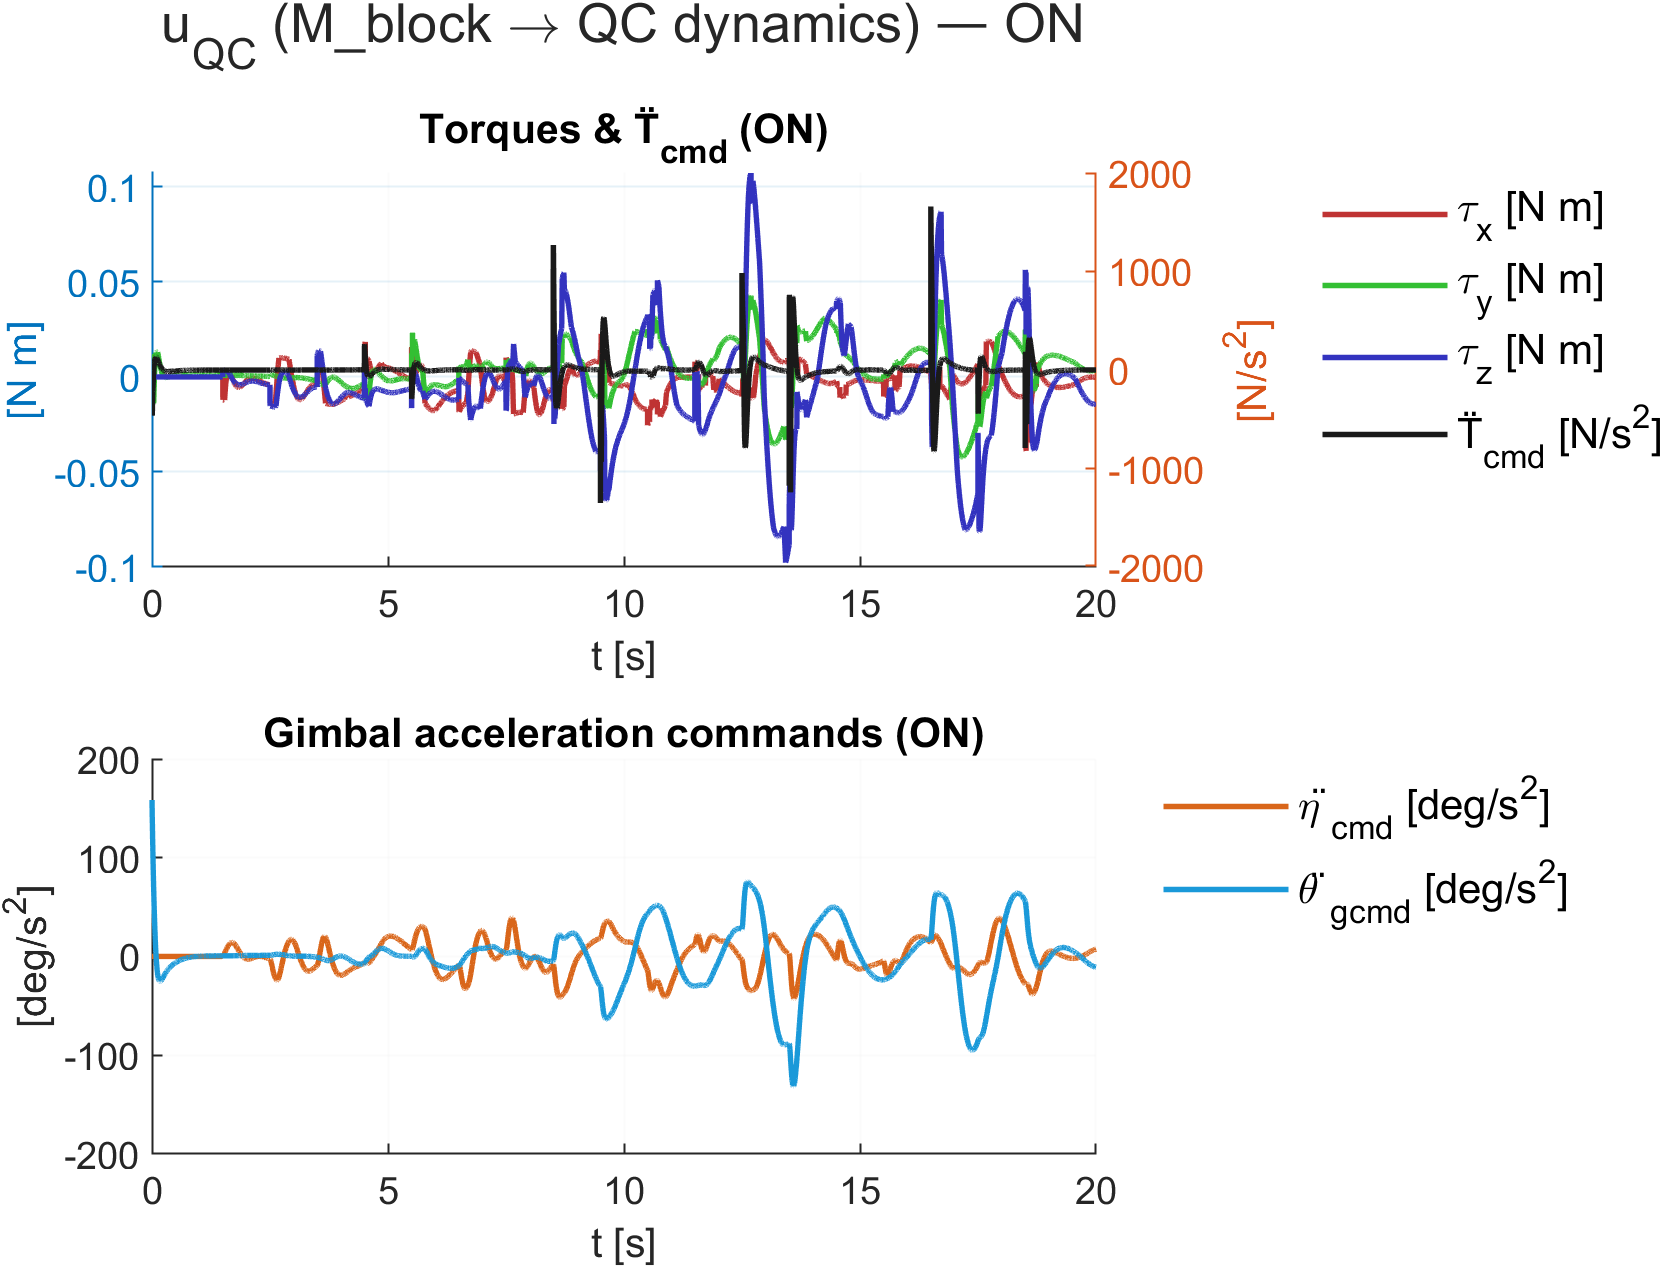 u_QC (M_block → QC dynamics) — ON
Torques & T̈_cmd (ON)
0.1
0.05
0
-0.05
-0.1
[N m]
2000
1000
0
-1000
-2000
[N/s²]
0 5 10 15 20
t [s]
τ_x [N m]
τ_y [N m]
τ_z [N m]
T̈_cmd [N/s²]
Gimbal acceleration commands (ON)
200
100
0
-100
-200
[deg/s²]
0 5 10 15 20
t [s]
η̈_cmd [deg/s²]
θ̈_gcmd [deg/s²]